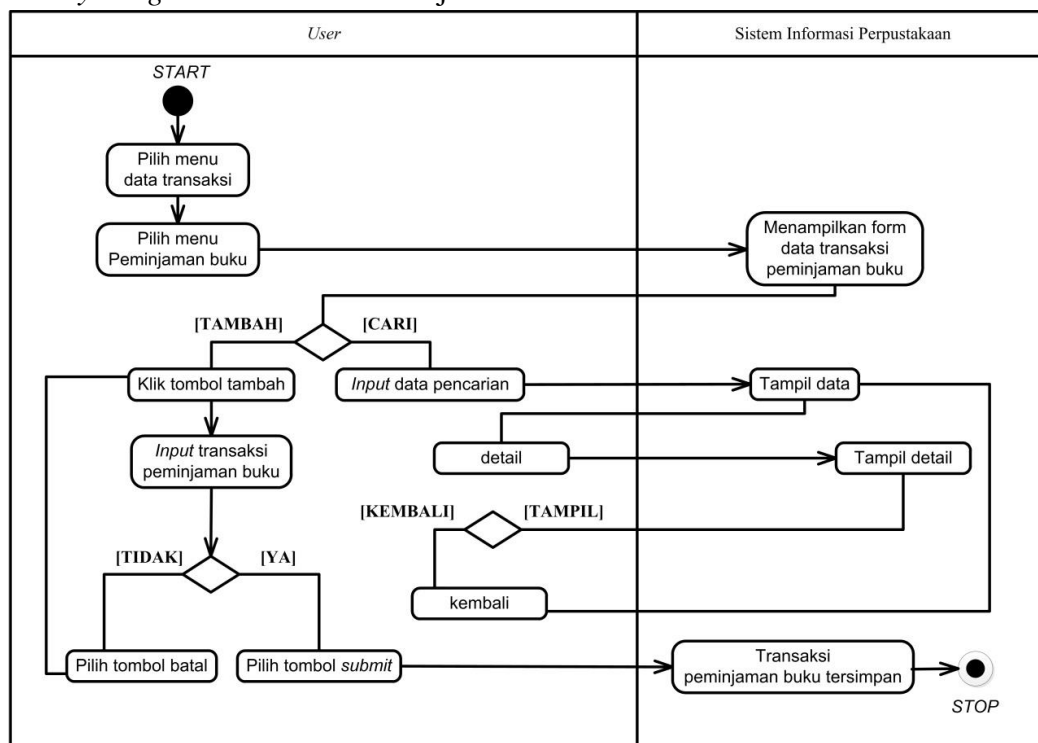 User
Sistem Informasi Perpustakaan
START
Pilih menu
data transaksi
Pilih menu
Peminjaman buku
Menampilkan form
data transaksi
peminjaman buku
[TAMBAH]
[CARI]
Klik tombol tambah
Input data pencarian
Tampil data
Input transaksi
peminjaman buku
detail
Tampil detail
[KEMBALI]
[TAMPIL]
[TIDAK]
[YA]
kembali
Pilih tombol batal
Pilih tombol submit
Transaksi
peminjaman buku tersimpan
STOP